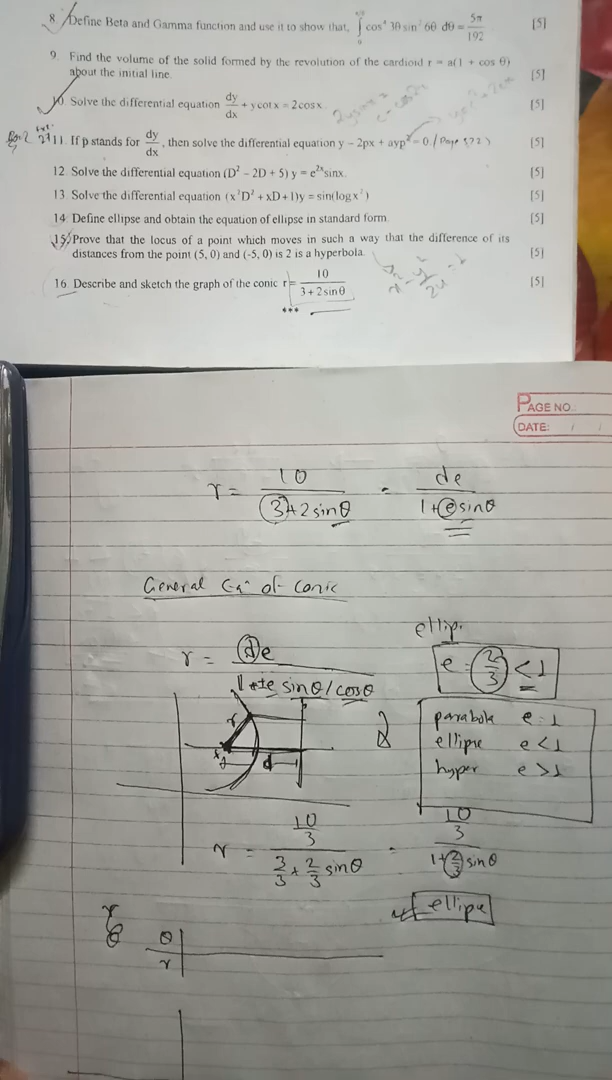 8. Define Beta and Gamma function and use it to show that, ∫ cos⁴ 3θ sin² 6θ dθ = 5π/192 [5]
9. Find the volume of the solid formed by the revolution of the cardioid r = a(1 + cos θ)
about the initial line. [5]
10. Solve the differential equation dy/dx + y cotx = 2cosx [5]
11. If p stands for dy/dx, then solve the differential equation y − 2px + ayp² = 0 [5]
12. Solve the differential equation (D² − 2D + 5) y = e²ˣsinx. [5]
13. Solve the differential equation (x²D² + xD + 1)y = sin(logx²) [5]
14. Define ellipse and obtain the equation of ellipse in standard form. [5]
15. Prove that the locus of a point which moves in such a way that the difference of its
distances from the point (5, 0) and (-5, 0) is 2 is a hyperbola. [5]
16. Describe and sketch the graph of the conic r = 10/(3 + 2 sinθ) [5]
***
PAGE NO.:
DATE: / /
r = 10/(3+2 sinθ) = de/(1+e sinθ)
General Eqⁿ of conic
ellip.
r = de/(1±e sinθ/cosθ)
e = 2/3 < 1
parabola e = 1
ellipse e < 1
hyper e > 1
r
d
r = (10/3)/(3/3 + 2/3 sinθ) = (10/3)/(1+2/3 sinθ)
ellipse
θ
r